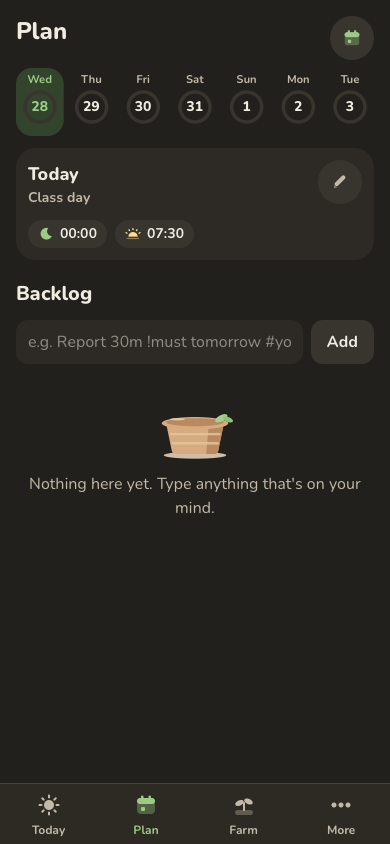 Plan
Wed Thu Fri Sat Sun Mon Tue
28 29 30 31 1 2 3
Today
Class day
00:00 07:30
Backlog
e.g. Report 30m !must tomorrow #yo Add
Nothing here yet. Type anything that's on your
mind.
Today Plan Farm More